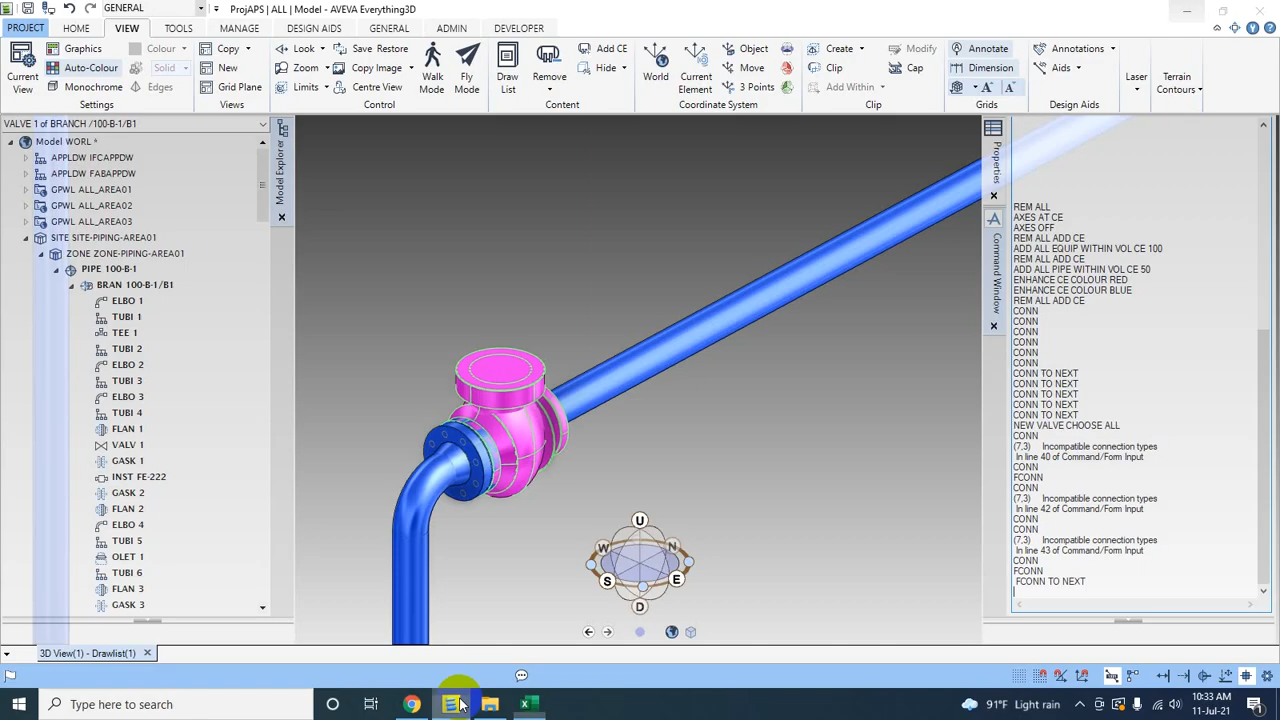 GENERAL
ProjAPS | ALL | Model - AVEVA Everything3D
PROJECT HOME VIEW TOOLS MANAGE DESIGN AIDS GENERAL ADMIN DEVELOPER
Graphics Colour Copy Look Save Restore Add CE Object Create Modify Annotate Annotations
Auto-Colour Solid New Zoom Copy Image Hide Move Clip Cap Dimension Aids
Monochrome Edges Grid Plane Limits Centre View 3 Points Add Within A A
Current View Walk Mode Fly Mode Draw List Remove World Current Element Laser Terrain Contours
Settings Views Control Content Coordinate System Clip Grids Design Aids
VALVE 1 of BRANCH /100-B-1/B1
Model WORL *
APPLDW IFCAPPDW
APPLDW FABAPPDW
GPWL ALL_AREA01
GPWL ALL_AREA02
GPWL ALL_AREA03
SITE SITE-PIPING-AREA01
ZONE ZONE-PIPING-AREA01
PIPE 100-B-1
BRAN 100-B-1/B1
ELBO 1
TUBI 1
TEE 1
TUBI 2
ELBO 2
TUBI 3
ELBO 3
TUBI 4
FLAN 1
VALV 1
GASK 1
INST FE-222
GASK 2
FLAN 2
ELBO 4
TUBI 5
OLET 1
TUBI 6
FLAN 3
GASK 3
Model Explorer
U
W N
S E
D
Properties
Command Window
REM ALL
AXES AT CE
AXES OFF
REM ALL ADD CE
ADD ALL EQUIP WITHIN VOL CE 100
REM ALL ADD CE
ADD ALL PIPE WITHIN VOL CE 50
ENHANCE CE COLOUR RED
ENHANCE CE COLOUR BLUE
REM ALL ADD CE
CONN
CONN
CONN
CONN
CONN
CONN
CONN TO NEXT
CONN TO NEXT
CONN TO NEXT
CONN TO NEXT
CONN TO NEXT
NEW VALVE CHOOSE ALL
CONN
(7,3) Incompatible connection types
In line 40 of Command/Form Input
CONN
FCONN
CONN
(7,3) Incompatible connection types
In line 42 of Command/Form Input
CONN
CONN
(7,3) Incompatible connection types
In line 43 of Command/Form Input
CONN
FCONN
FCONN TO NEXT
3D View(1) - Drawlist(1)
Type here to search
91°F Light rain
10:33 AM
11-Jul-21